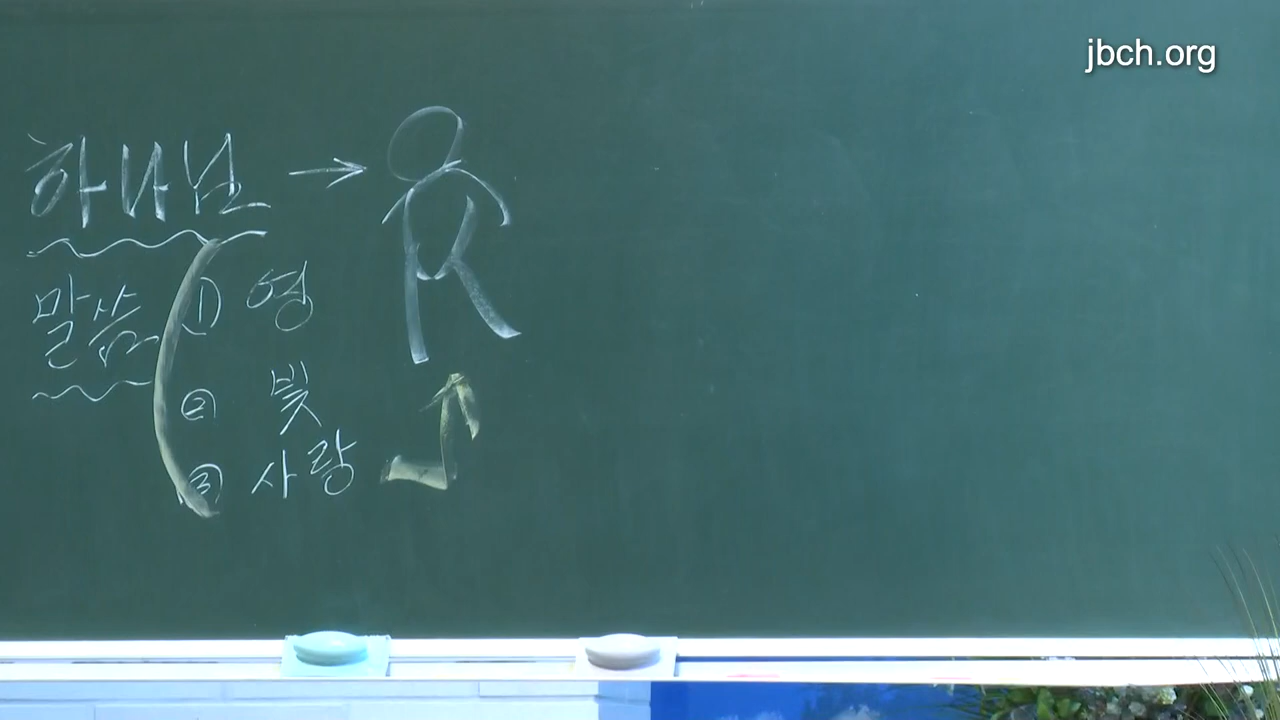 jbch.org
하나님 →
말씀 ① 영
② 빛
③ 사랑